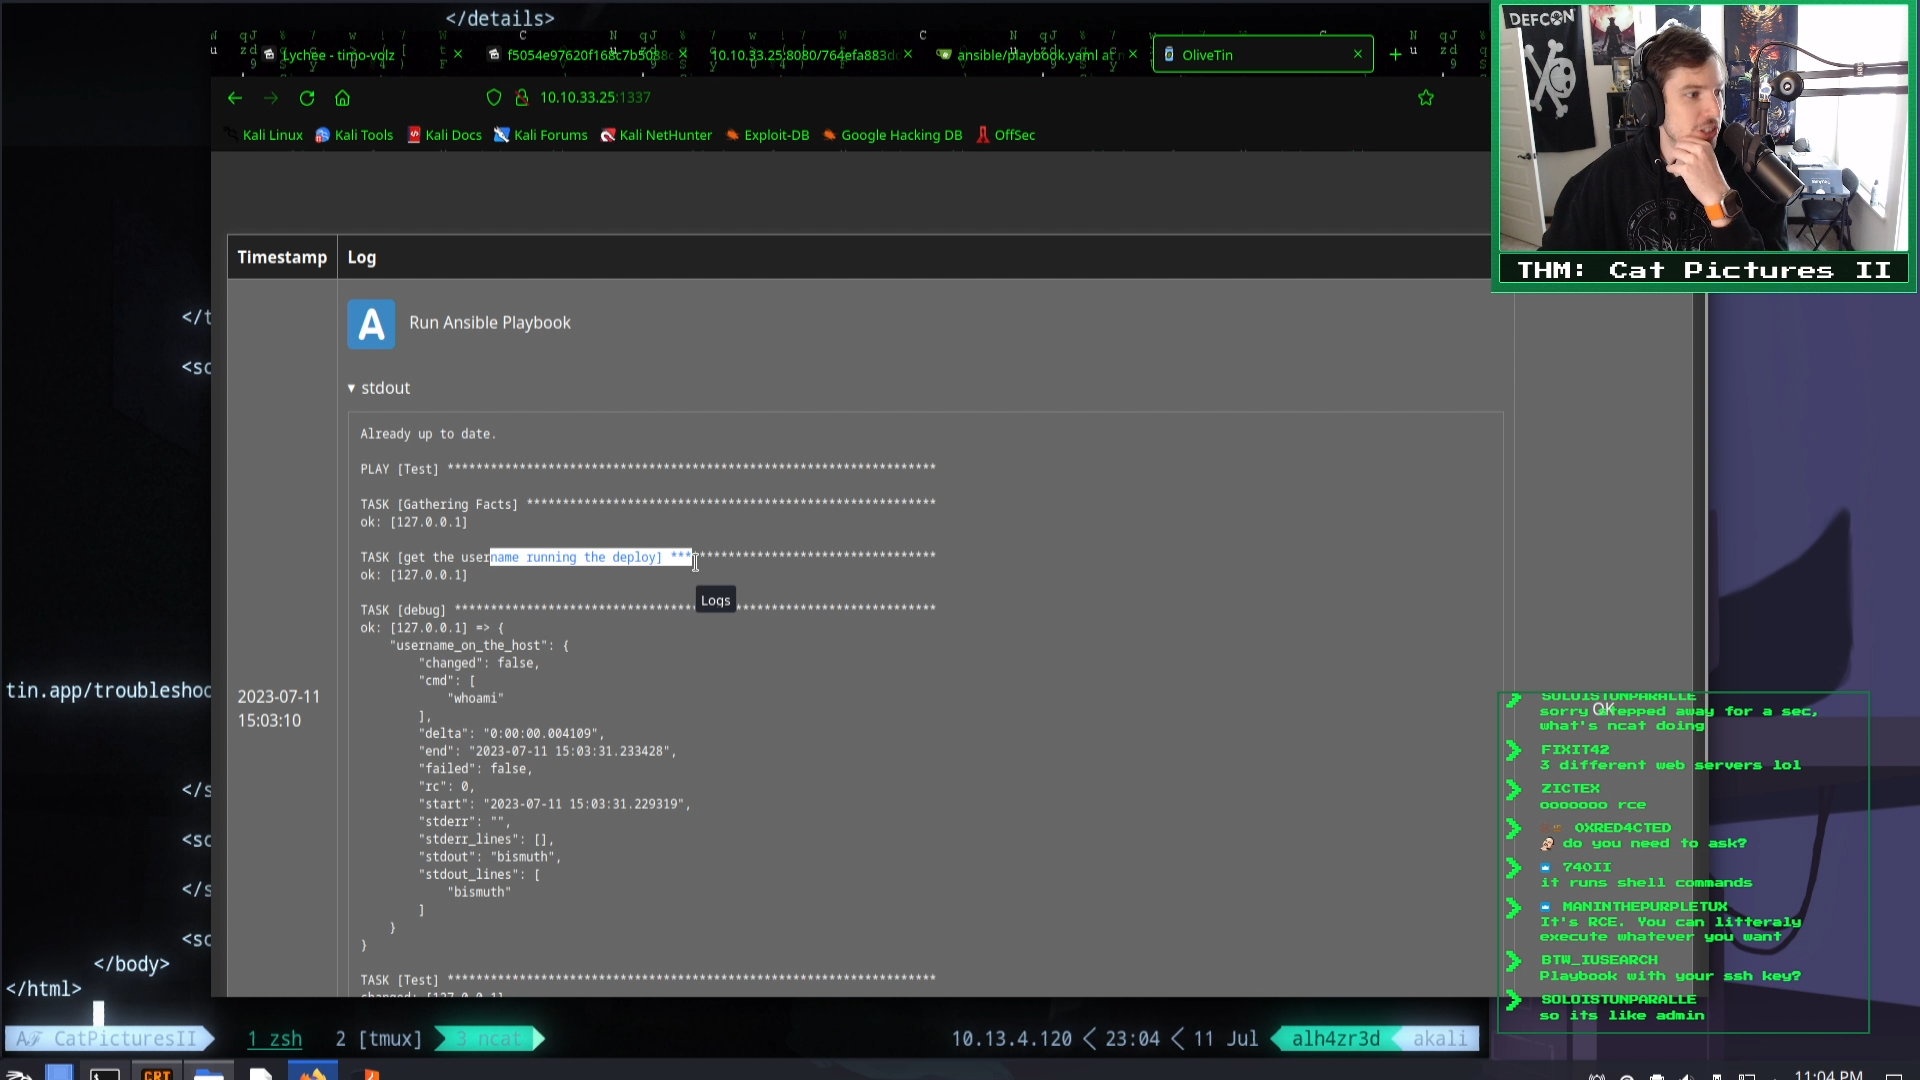 </details>
Lychee - timo-volz
f5054e97620f168c7b5088c
10.10.33.25:8080/764efa883d
ansible/playbook.yaml at
OliveTin
10.10.33.25:1337
Kali Linux
Kali Tools
Kali Docs
Kali Forums
Kali NetHunter
Exploit-DB
Google Hacking DB
OffSec
DEFCON
THM: Cat Pictures II
Timestamp
Log
Run Ansible Playbook
▾ stdout
Already up to date.
PLAY [Test] *************************************************************
TASK [Gathering Facts] **************************************************
ok: [127.0.0.1]
TASK [get the username running the deploy] ******************************
ok: [127.0.0.1]
Logs
TASK [debug] ************************************************************
ok: [127.0.0.1] => {
"username_on_the_host": {
"changed": false,
"cmd": [
"whoami"
],
"delta": "0:00:00.004109",
"end": "2023-07-11 15:03:31.233428",
"failed": false,
"rc": 0,
"start": "2023-07-11 15:03:31.229319",
"stderr": "",
"stderr_lines": [],
"stdout": "bismuth",
"stdout_lines": [
"bismuth"
]
}
}
TASK [Test] *************************************************************
2023-07-11
15:03:10
</t
<sc
tin.app/troubleshoo
</s
<sc
</s
<sc
</body>
</html>
SOLOISTUNPARALLE
sorry stepped away for a sec,
what's ncat doing
OK
FIXIT42
3 different web servers lol
ZICTEX
ooooooo rce
0XRED4CTED
do you need to ask?
740II
it runs shell commands
MANINTHEPURPLETUX
It's RCE. You can litteraly
execute whatever you want
BTW_IUSEARCH
Playbook with your ssh key?
SOLOISTUNPARALLE
so its like admin
CatPicturesII
1 zsh
2 [tmux]
3 ncat
10.13.4.120 < 23:04 < 11 Jul
alh4zr3d
akali
CRT
11:04 PM